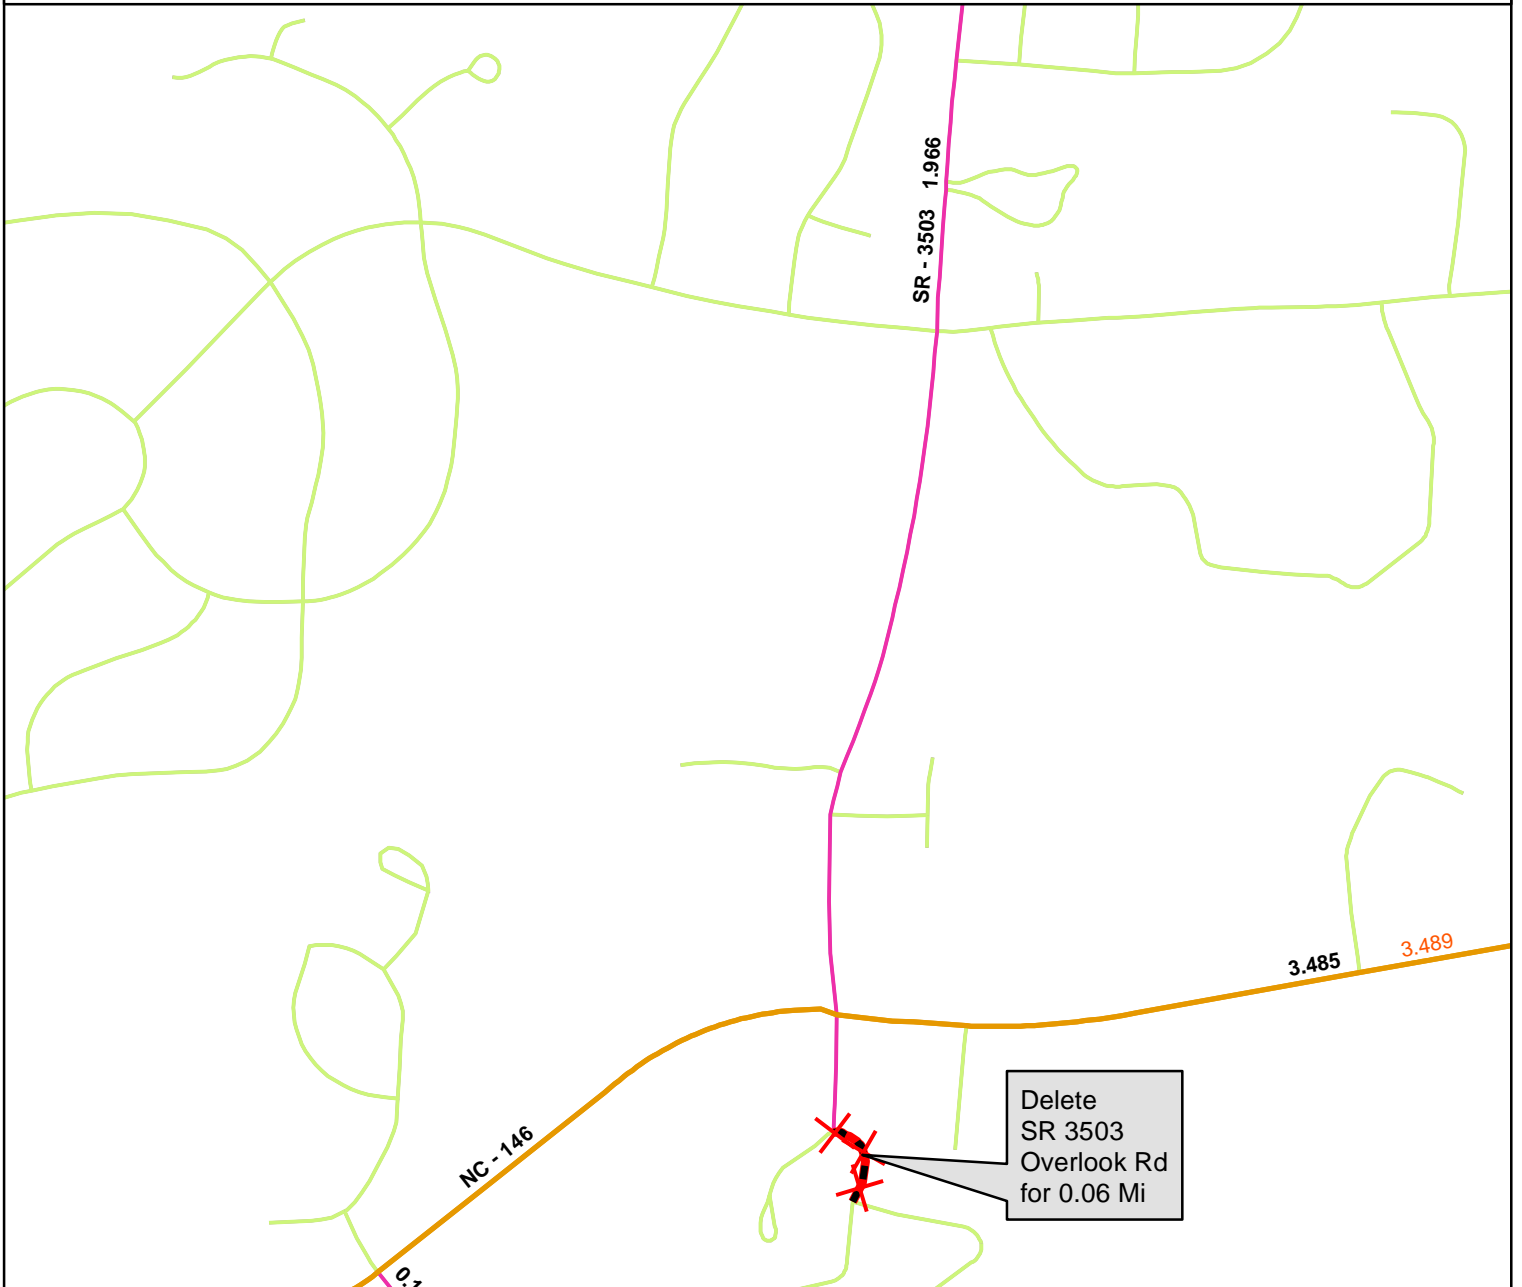 SR - 3503 1.966
3.485
3.489
Delete
SR 3503
Overlook Rd
for 0.06 Mi
NC - 146